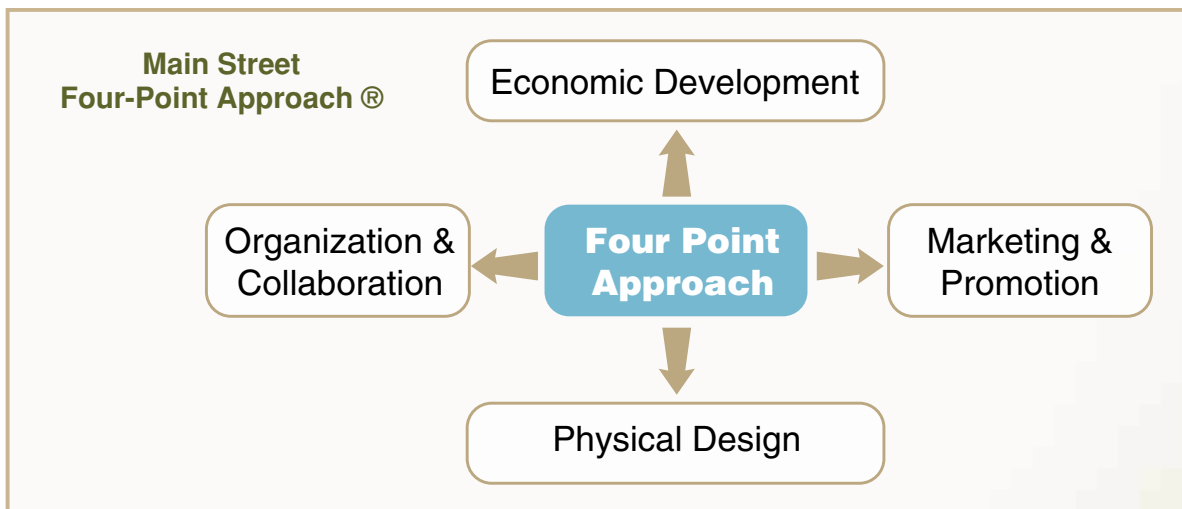 Main Street
Four-Point Approach ®
Economic Development
Organization &
Collaboration
Four Point
Approach
Marketing &
Promotion
Physical Design